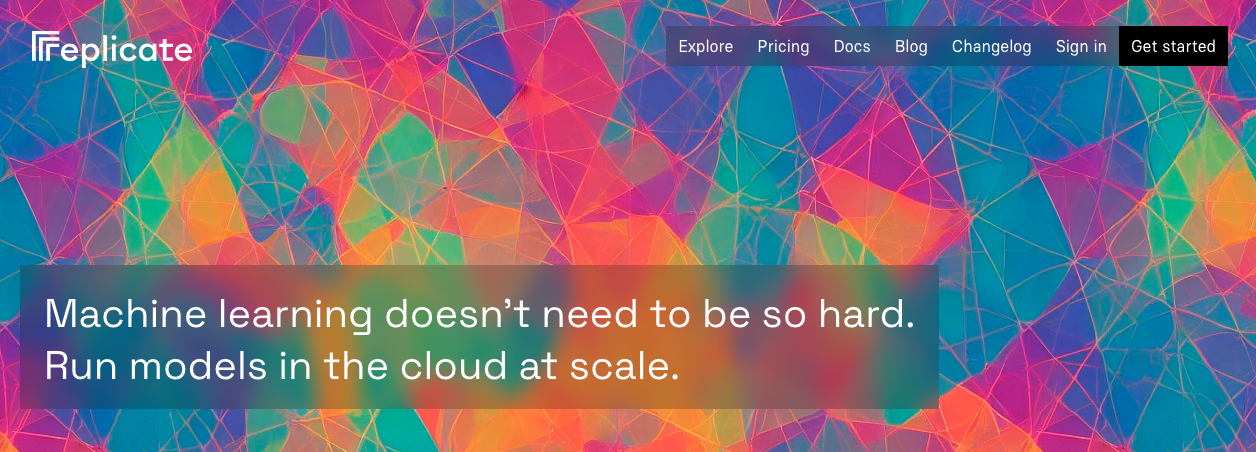 Replicate
Explore Pricing Docs Blog Changelog Sign in Get started
Machine learning doesn’t need to be so hard.
Run models in the cloud at scale.